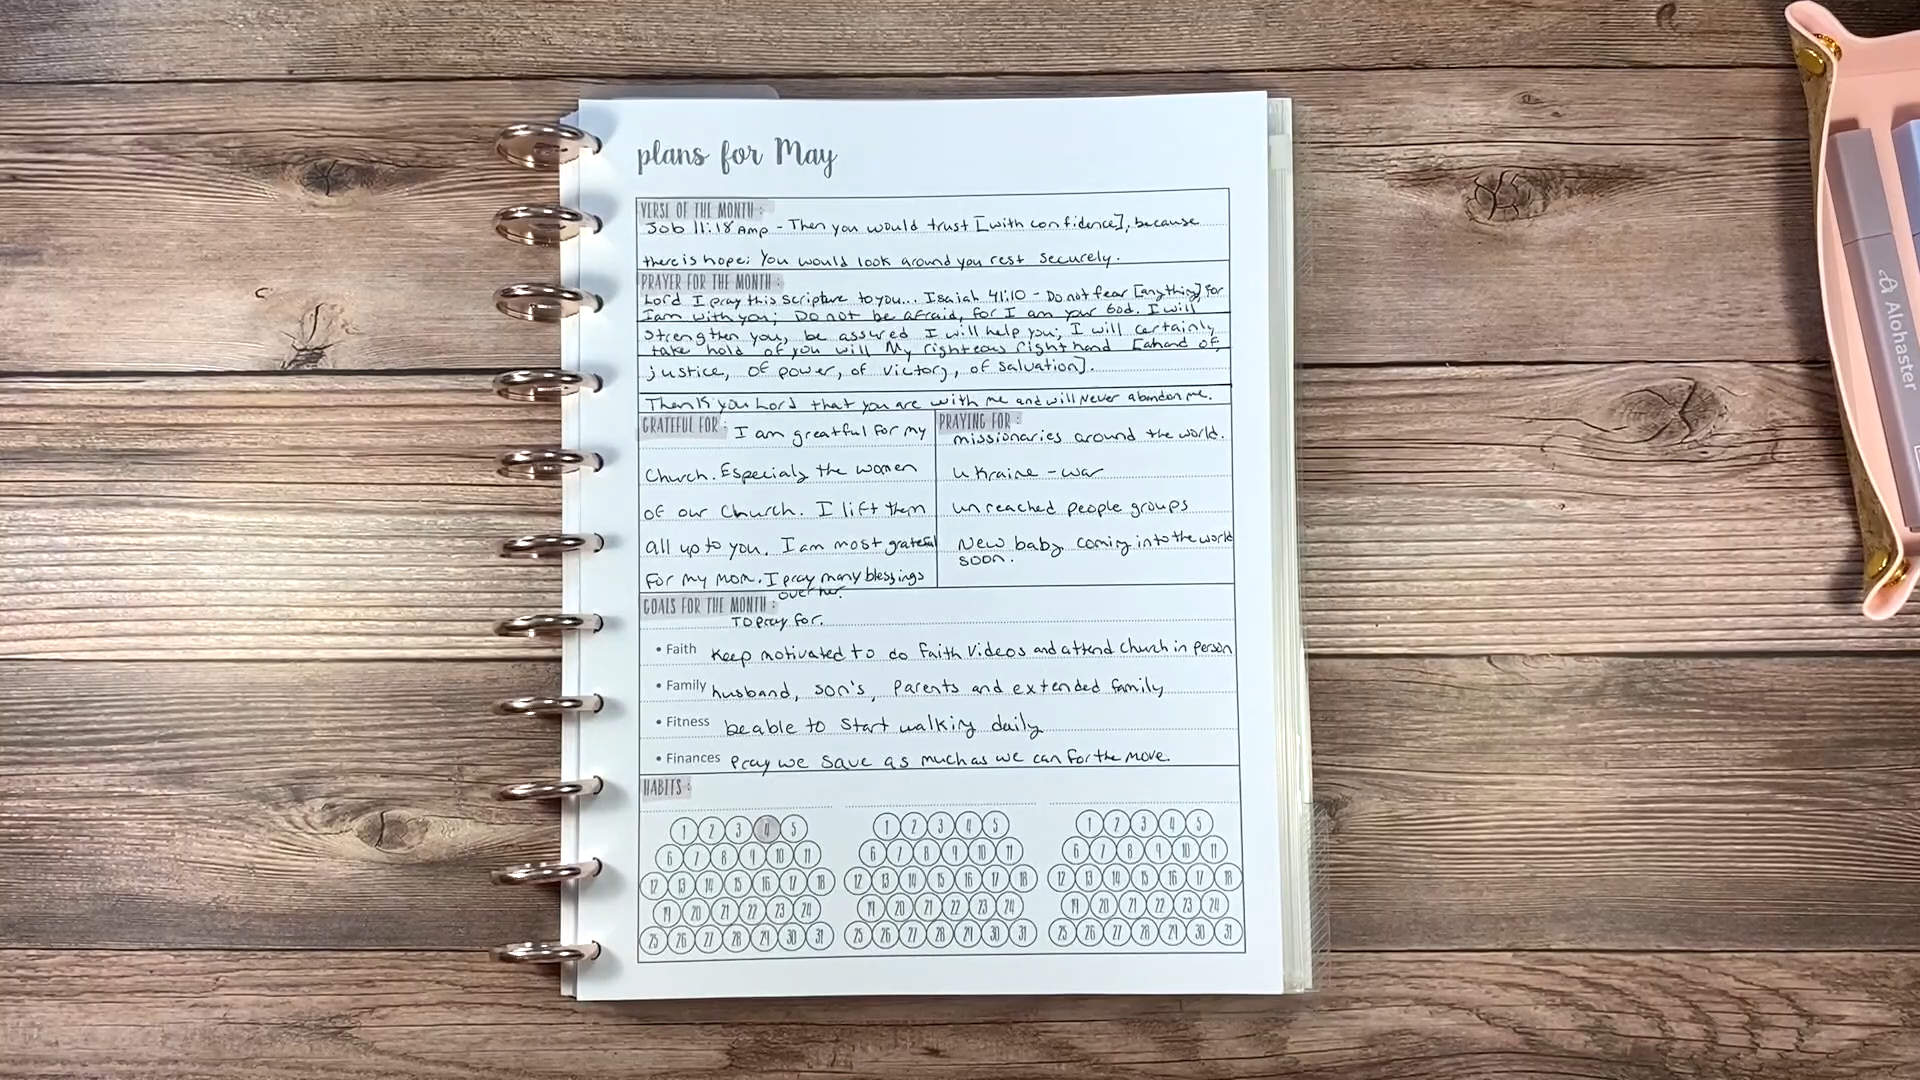 plans for May
VERSE OF THE MONTH :
Job 11:18 Amp - Then you would trust [with confidence], because
there is hope; You would look around you rest securely.
PRAYER FOR THE MONTH :
Lord I pray this scripture to you... Isaiah 41:10 - Do not fear [anything], for
I am with you; Do not be afraid, for I am your God. I will
Strengthen you, be assured I will help you; I will certainly
take hold of you will My righteous right hand [a hand of
justice, of power, of victory, of salvation].
Thank you Lord that you are with me and will Never abandon me.
GRATEFUL FOR : I am greatful for my
Church. Especialy the women
of our Church. I lift them
all up to you. I am most grateful
for my Mom. I pray many blessings
over her.
PRAYING FOR :
missionaries around the world.
Ukraine - war
unreached people groups
New baby coming into the world
soon.
GOALS FOR THE MONTH :
To pray for.
• Faith Keep motivated to do faith videos and attend church in person
• Family husband, son's, Parents and extended family
• Fitness be able to start walking daily
• Finances Pray we save as much as we can for the move.
HABITS :
1 2 3 4 5
6 7 8 9 10 11
12 13 14 15 16 17 18
19 20 21 22 23 24
25 26 27 28 29 30 31
1 2 3 4 5
6 7 8 9 10 11
12 13 14 15 16 17 18
19 20 21 22 23 24
25 26 27 28 29 30 31
1 2 3 4 5
6 7 8 9 10 11
12 13 14 15 16 17 18
19 20 21 22 23 24
25 26 27 28 29 30 31
Alohaster